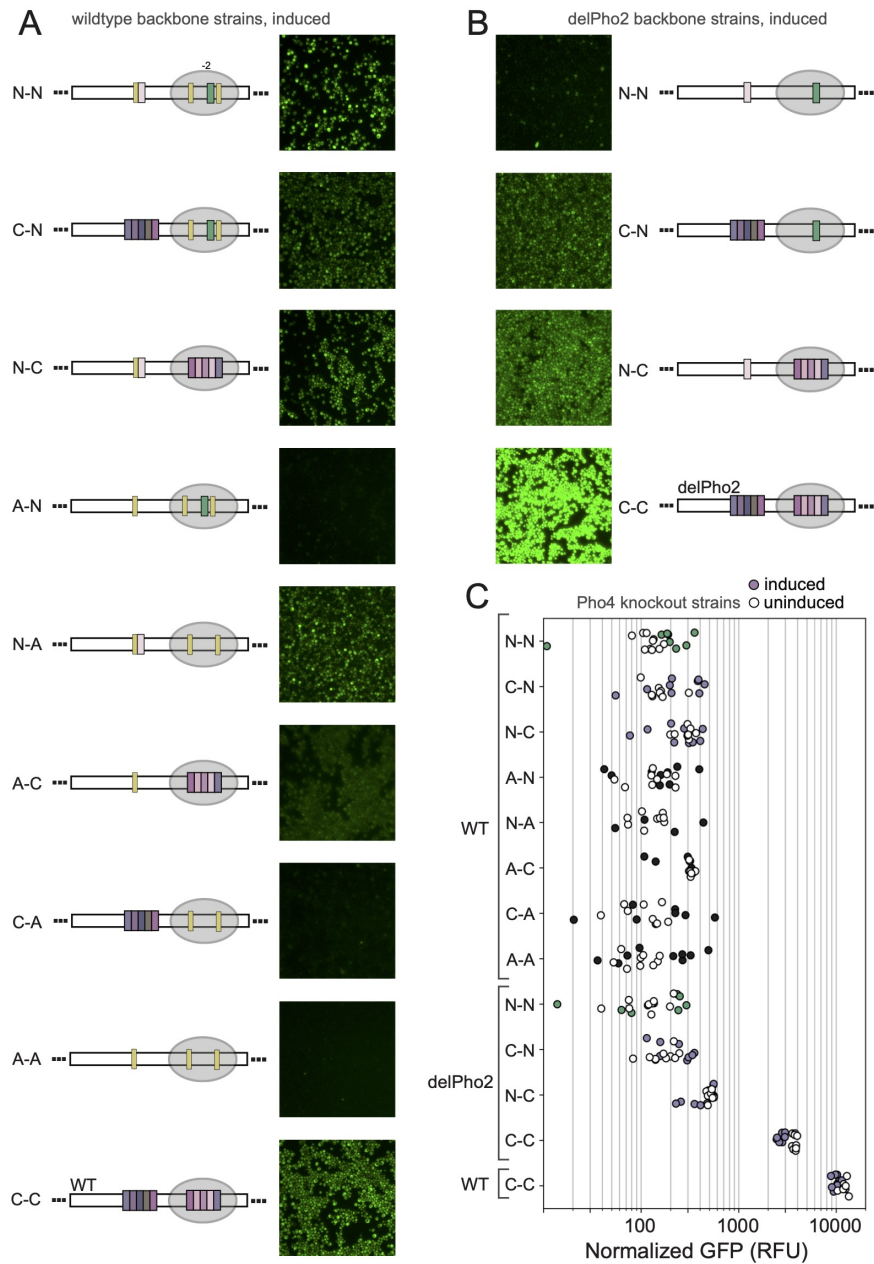 A wildtype backbone strains, induced
-2
N-N
C-N
N-C
A-N
N-A
A-C
C-A
A-A
WT
C-C
B delPho2 backbone strains, induced
N-N
C-N
N-C
delPho2
C-C
C
induced
Pho4 knockout strains uninduced
WT
N-N
C-N
N-C
A-N
N-A
A-C
C-A
A-A
delPho2
N-N
C-N
N-C
C-C
WT C-C
100 1000 10000
Normalized GFP (RFU)